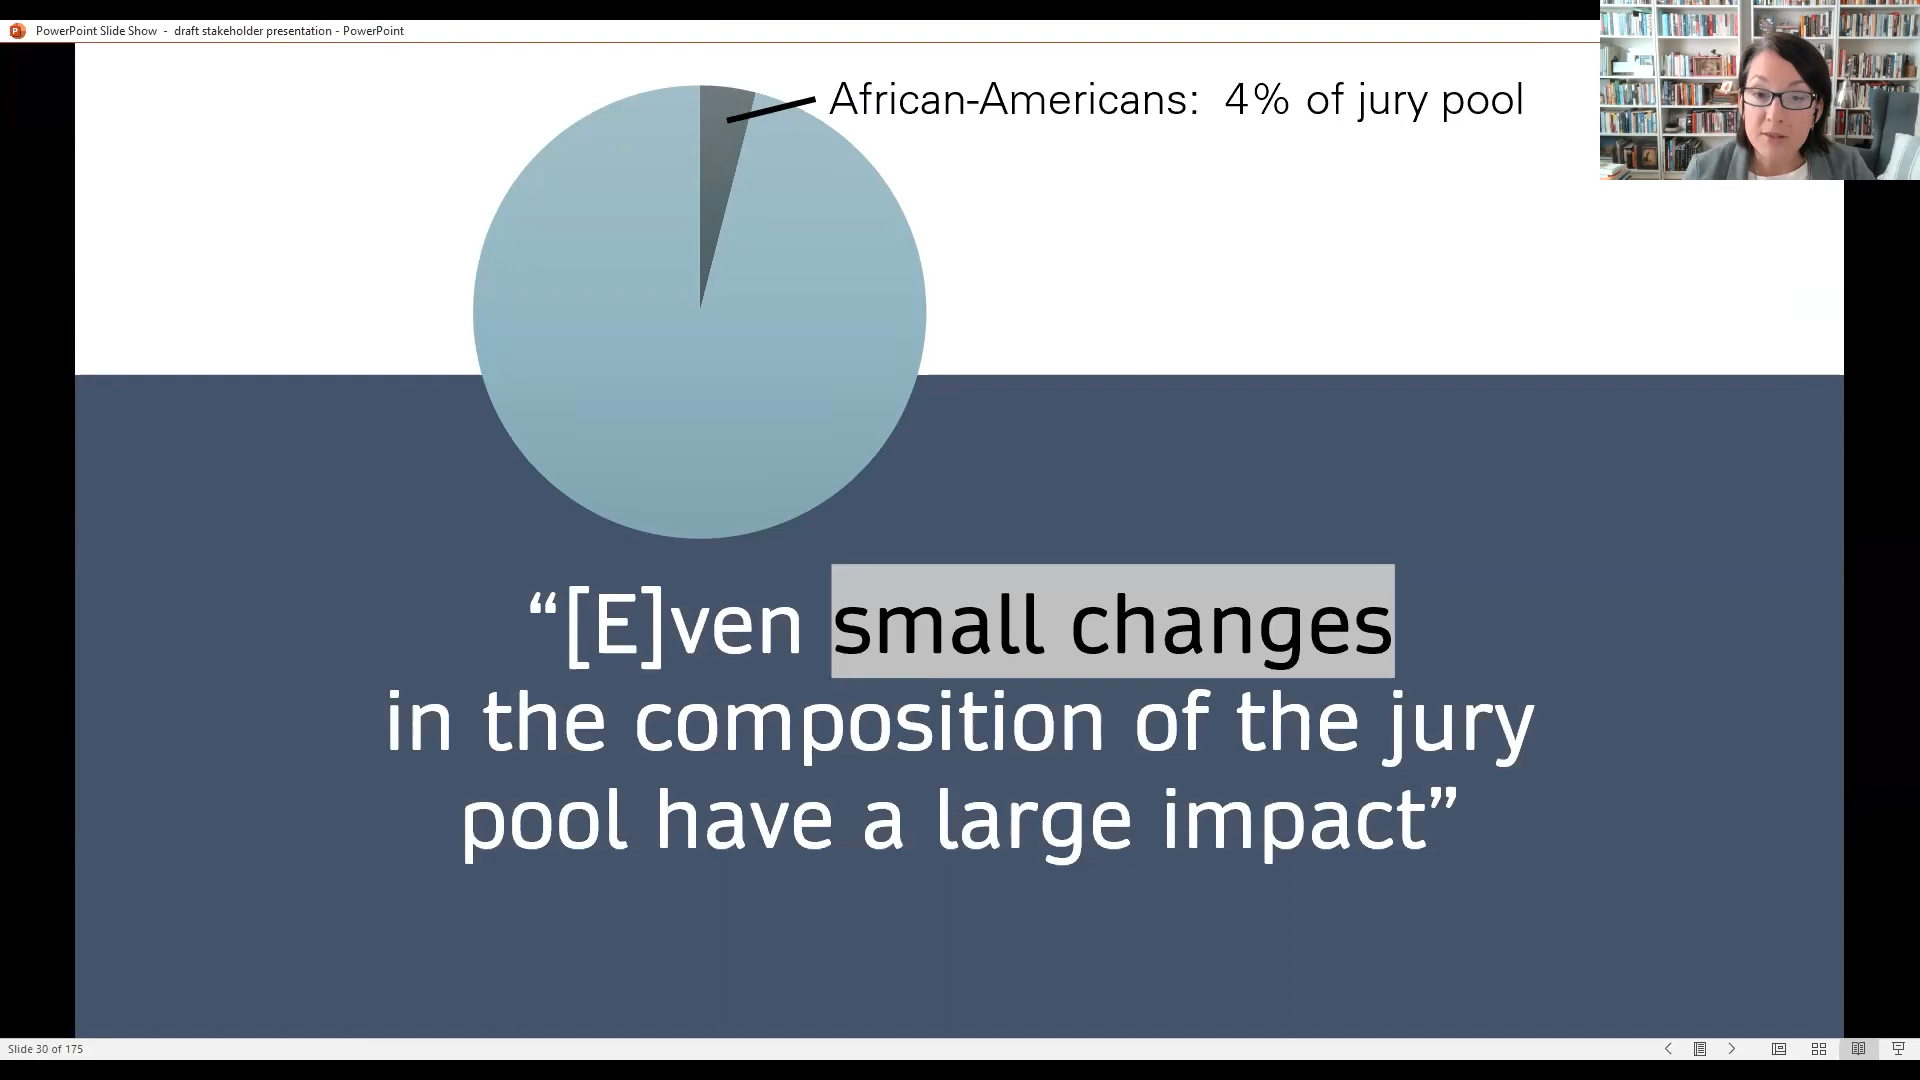 PowerPoint Slide Show - draft stakeholder presentation - PowerPoint
African-Americans: 4% of jury pool
“[E]ven small changes
in the composition of the jury
pool have a large impact”
Slide 30 of 175